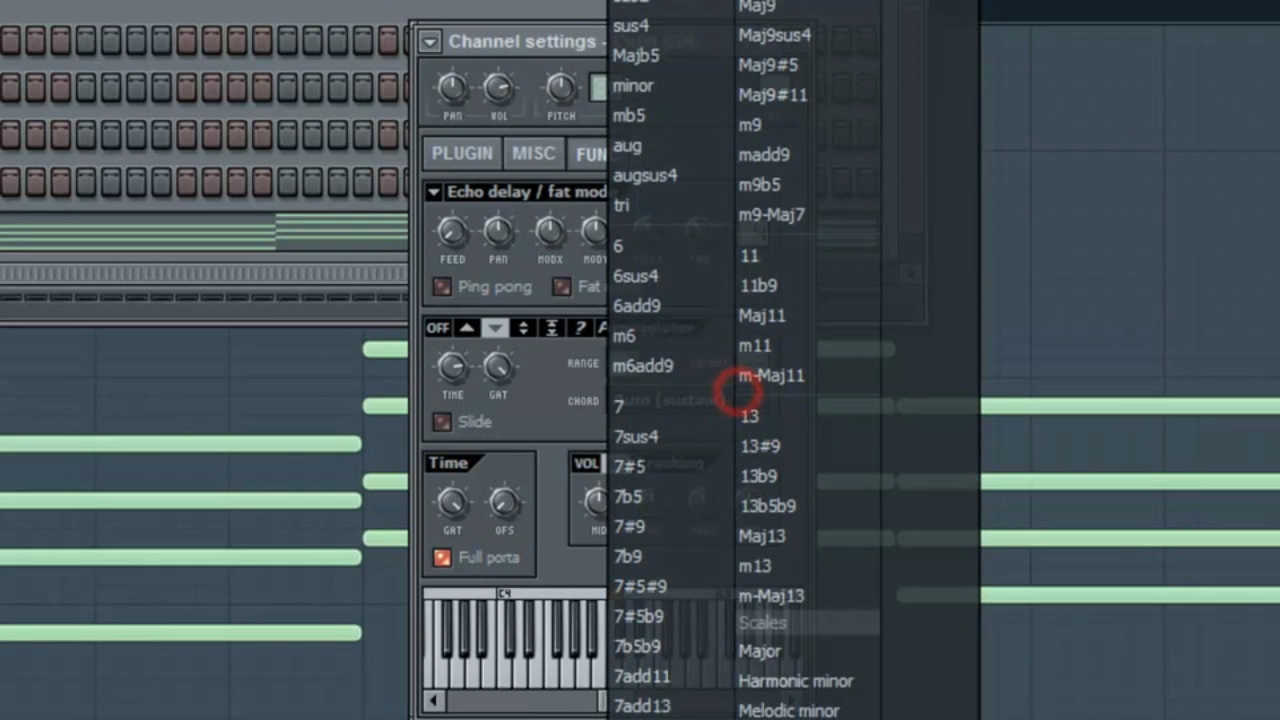 Channel settings -
PAN
VOL
PITCH
PLUGIN
MISC
FUN
Echo delay / fat mod
FEED
PAN
MODX
MODY
Ping pong
Fat
OFF
?
RANGE
TIME
GAT
CHORD
Slide
Time
VOL
GAT
OFS
MID
Full porta
C4
sus4
Majb5
minor
mb5
aug
augsus4
tri
6
6sus4
6add9
m6
m6add9
7
7sus4
7#5
7b5
7#9
7b9
7#5#9
7#5b9
7b5b9
7add11
7add13
Maj9
Maj9sus4
Maj9#5
Maj9#11
m9
madd9
m9b5
m9-Maj7
11
11b9
Maj11
m11
m-Maj11
13
13#9
13b9
13b5b9
Maj13
m13
m-Maj13
Scales
Major
Harmonic minor
Melodic minor